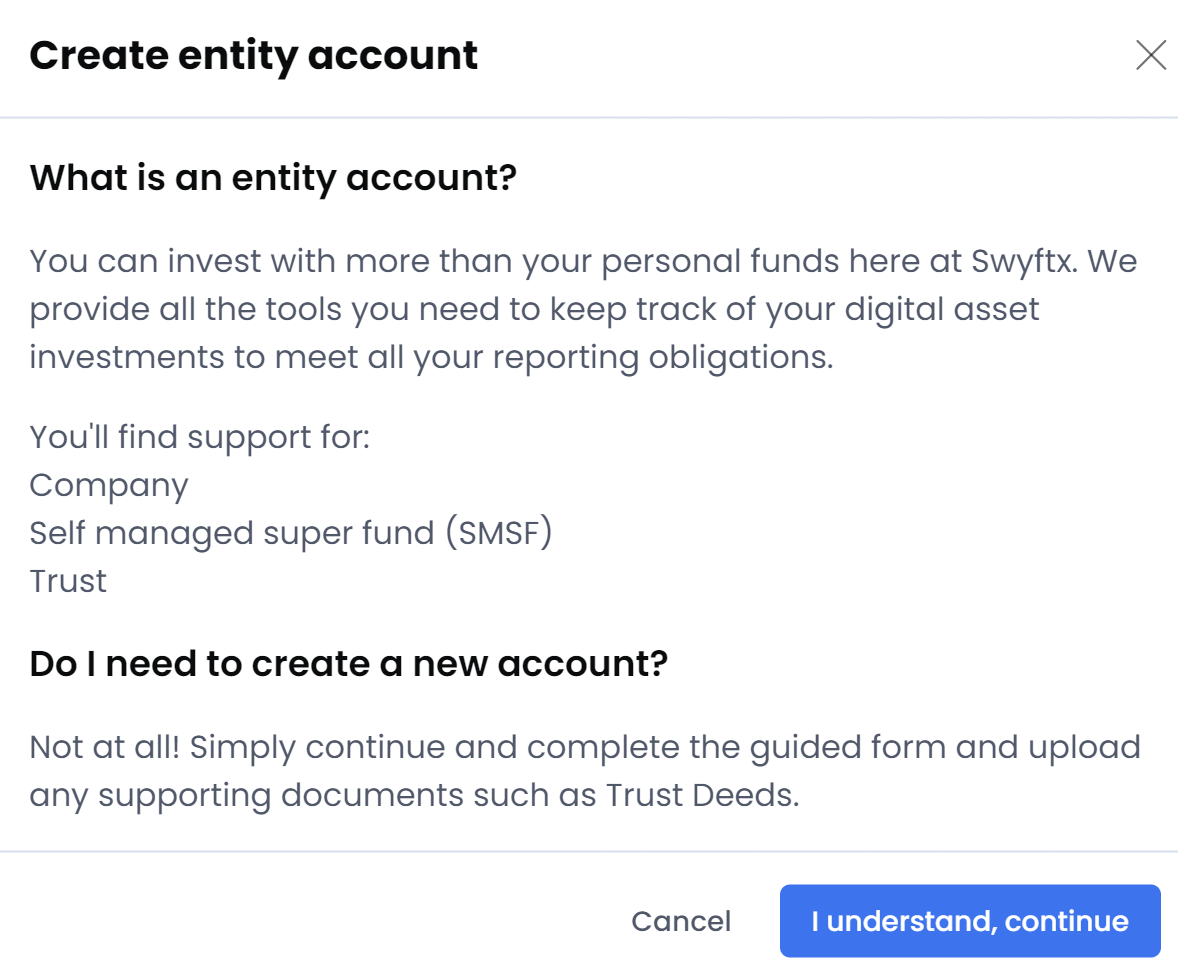 Create entity account
What is an entity account?
You can invest with more than your personal funds here at Swyftx. We
provide all the tools you need to keep track of your digital asset
investments to meet all your reporting obligations.
You'll find support for:
Company
Self managed super fund (SMSF)
Trust
Do I need to create a new account?
Not at all! Simply continue and complete the guided form and upload
any supporting documents such as Trust Deeds.
Cancel
I understand, continue